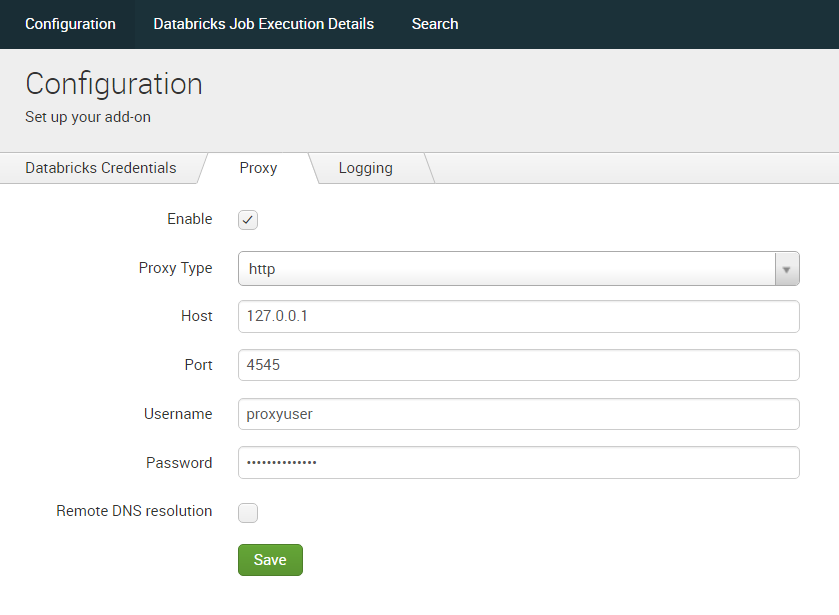 Configuration Databricks Job Execution Details Search
Configuration
Set up your add-on
Databricks Credentials Proxy Logging
Enable
Proxy Type http
Host 127.0.0.1
Port 4545
Username proxyuser
Password ••••••••••••••
Remote DNS resolution
Save